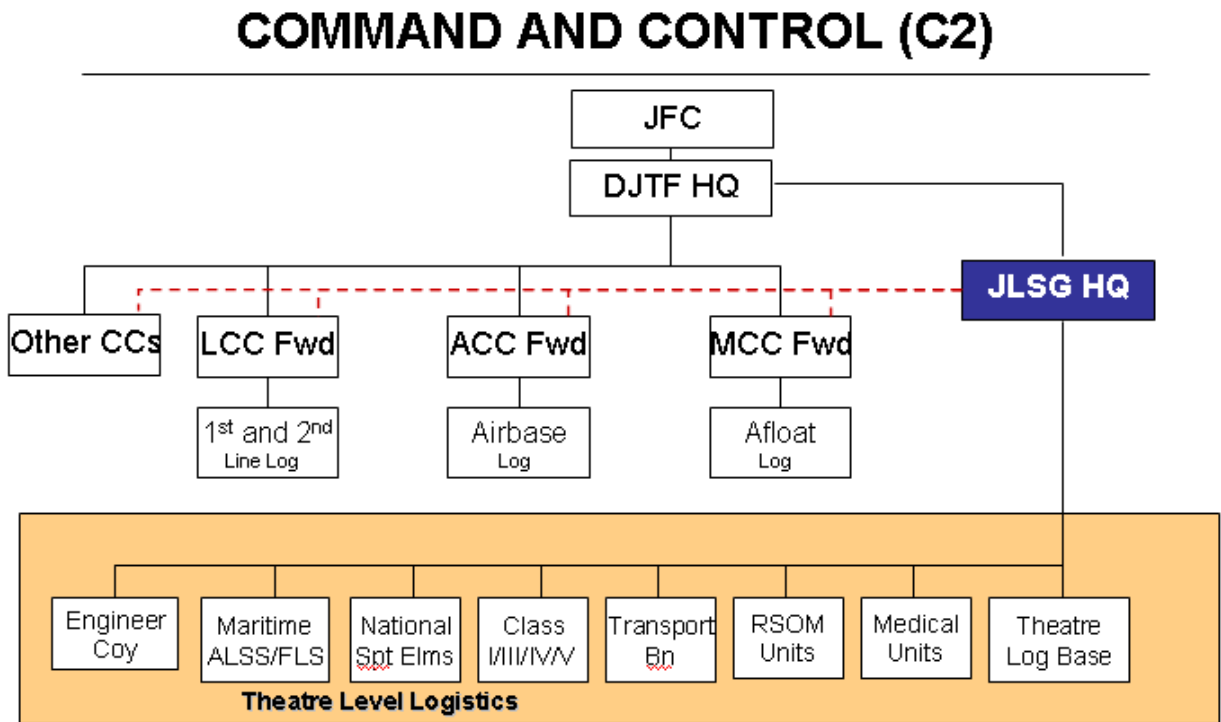 COMMAND AND CONTROL (C2)
JFC
DJTF HQ
JLSG HQ
Other CCs
LCC Fwd
ACC Fwd
MCC Fwd
1st and 2nd
Line Log
Airbase
Log
Afloat
Log
Engineer
Coy
Maritime
ALSS/FLS
National
Spt Elms
Class
I/III/IV/V
Transport
Bn
RSOM
Units
Medical
Units
Theatre
Log Base
Theatre Level Logistics